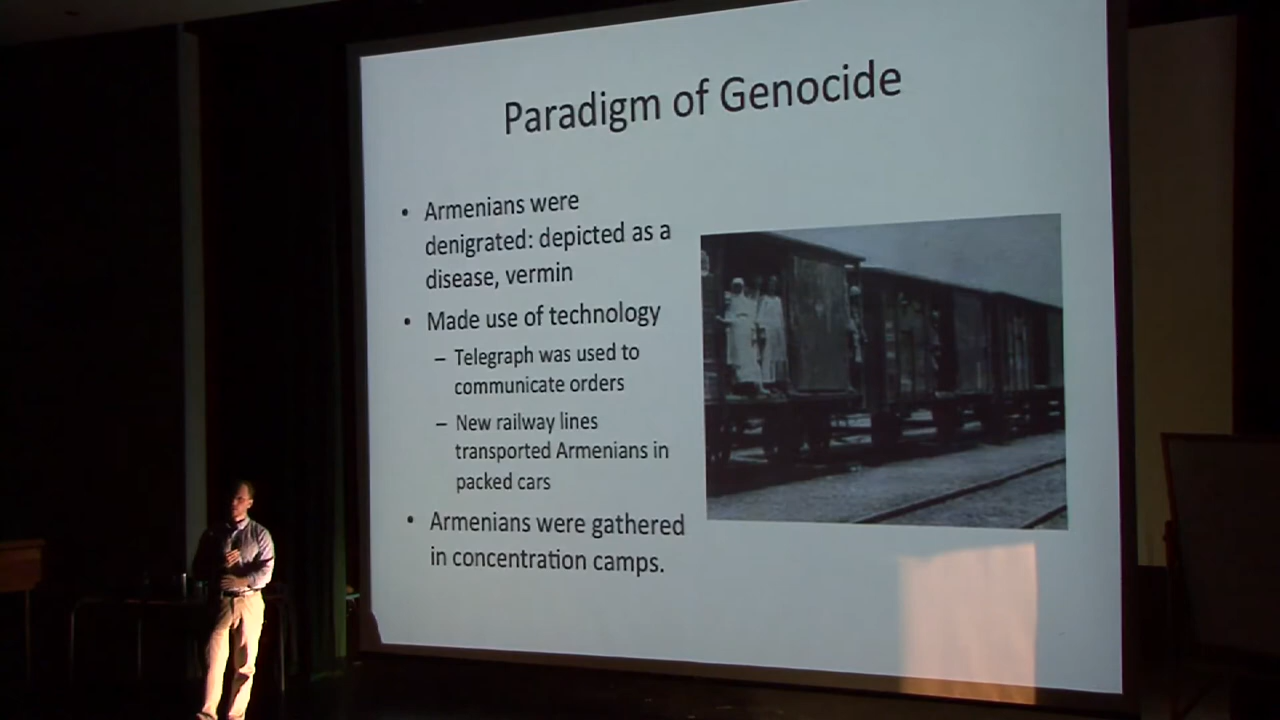 Paradigm of Genocide
• Armenians were
denigrated: depicted as a
disease, vermin
• Made use of technology
– Telegraph was used to
communicate orders
– New railway lines
transported Armenians in
packed cars
• Armenians were gathered
in concentration camps.